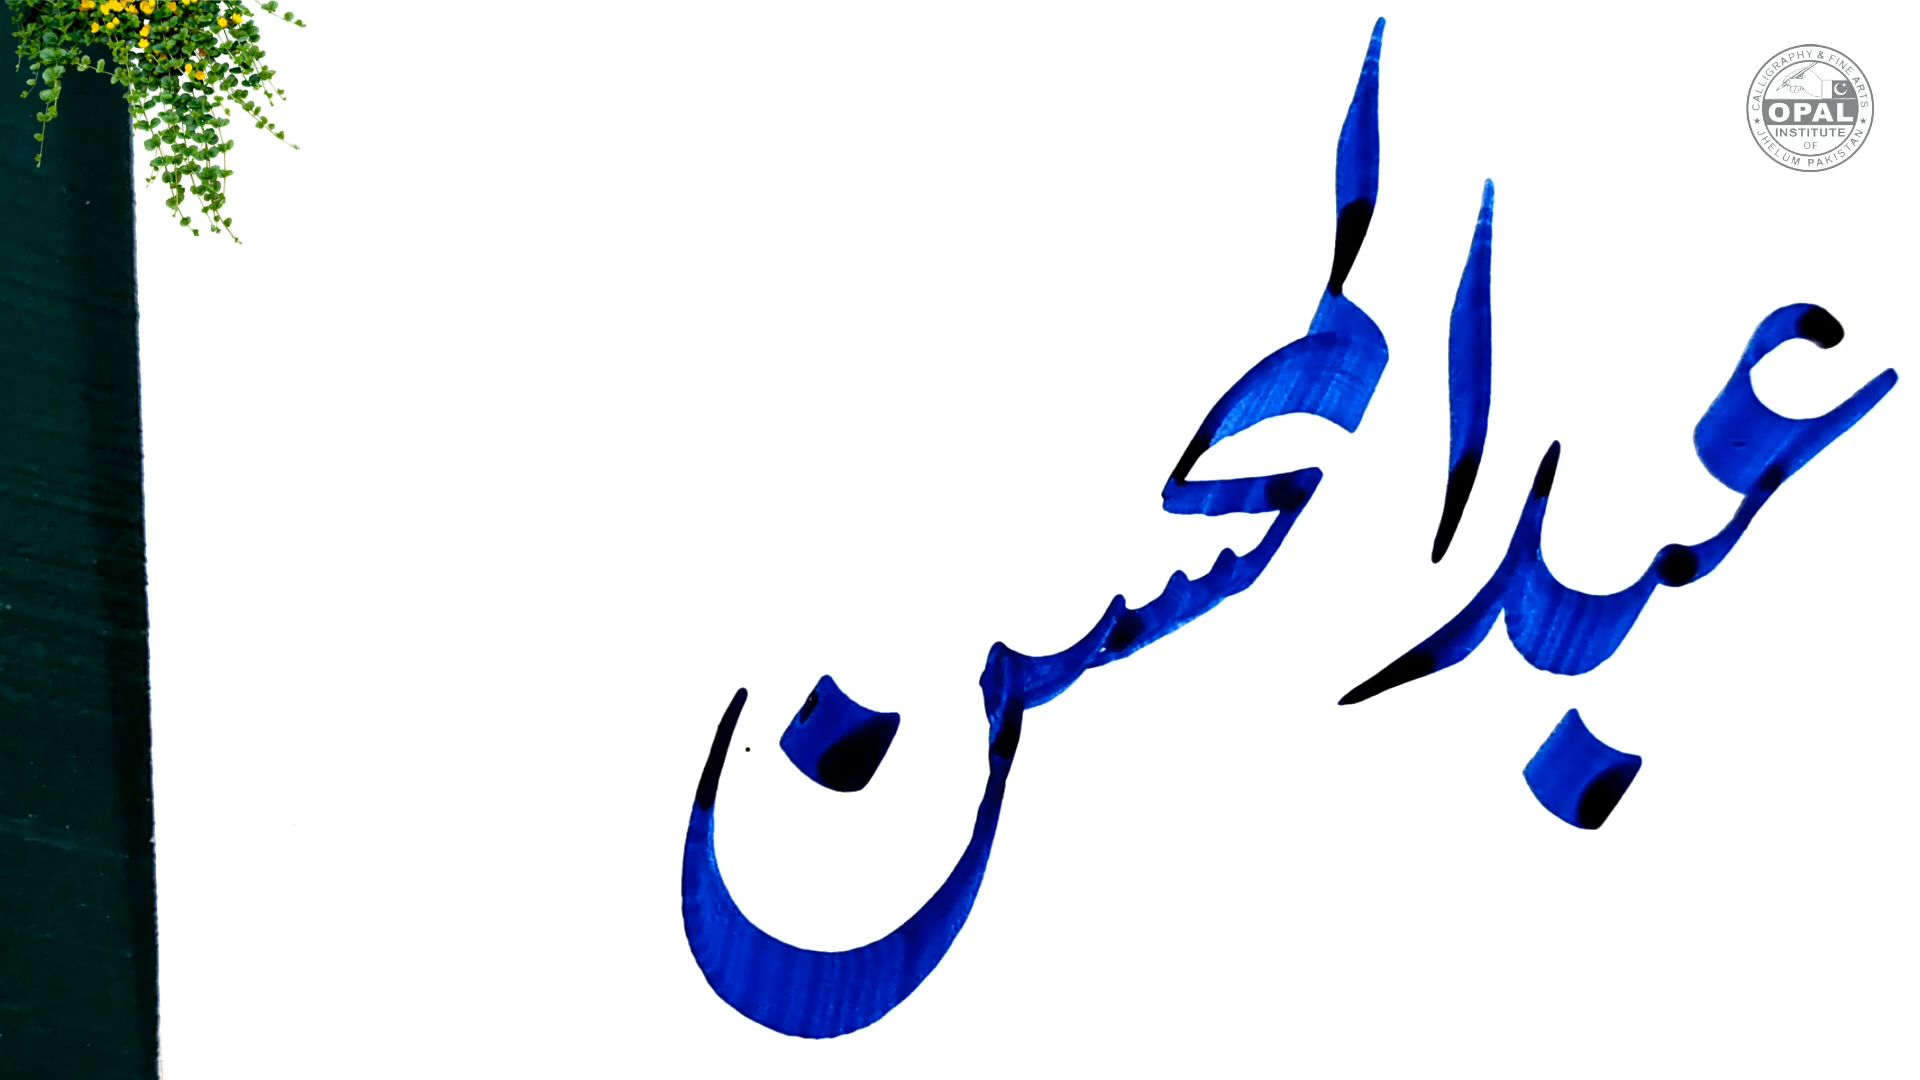 عبدالمحسن
CALLIGRAPHY & FINE ARTS
OPAL
INSTITUTE
OF
JHELUM PAKISTAN